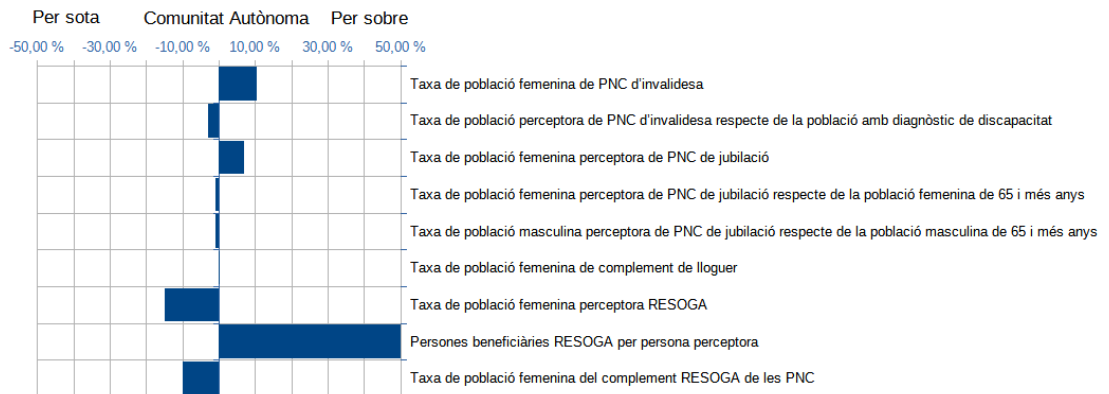 Per sota Comunitat Autònoma Per sobre
-50,00 % -30,00 % -10,00 % 10,00 % 30,00 % 50,00 %
Taxa de població femenina de PNC d'invalidesa
Taxa de població perceptora de PNC d'invalidesa respecte de la població amb diagnòstic de discapacitat
Taxa de població femenina perceptora de PNC de jubilació
Taxa de població femenina perceptora de PNC de jubilació respecte de la població femenina de 65 i més anys
Taxa de població masculina perceptora de PNC de jubilació respecte de la població masculina de 65 i més anys
Taxa de població femenina de complement de lloguer
Taxa de població femenina perceptora RESOGA
Persones beneficiàries RESOGA per persona perceptora
Taxa de població femenina del complement RESOGA de les PNC